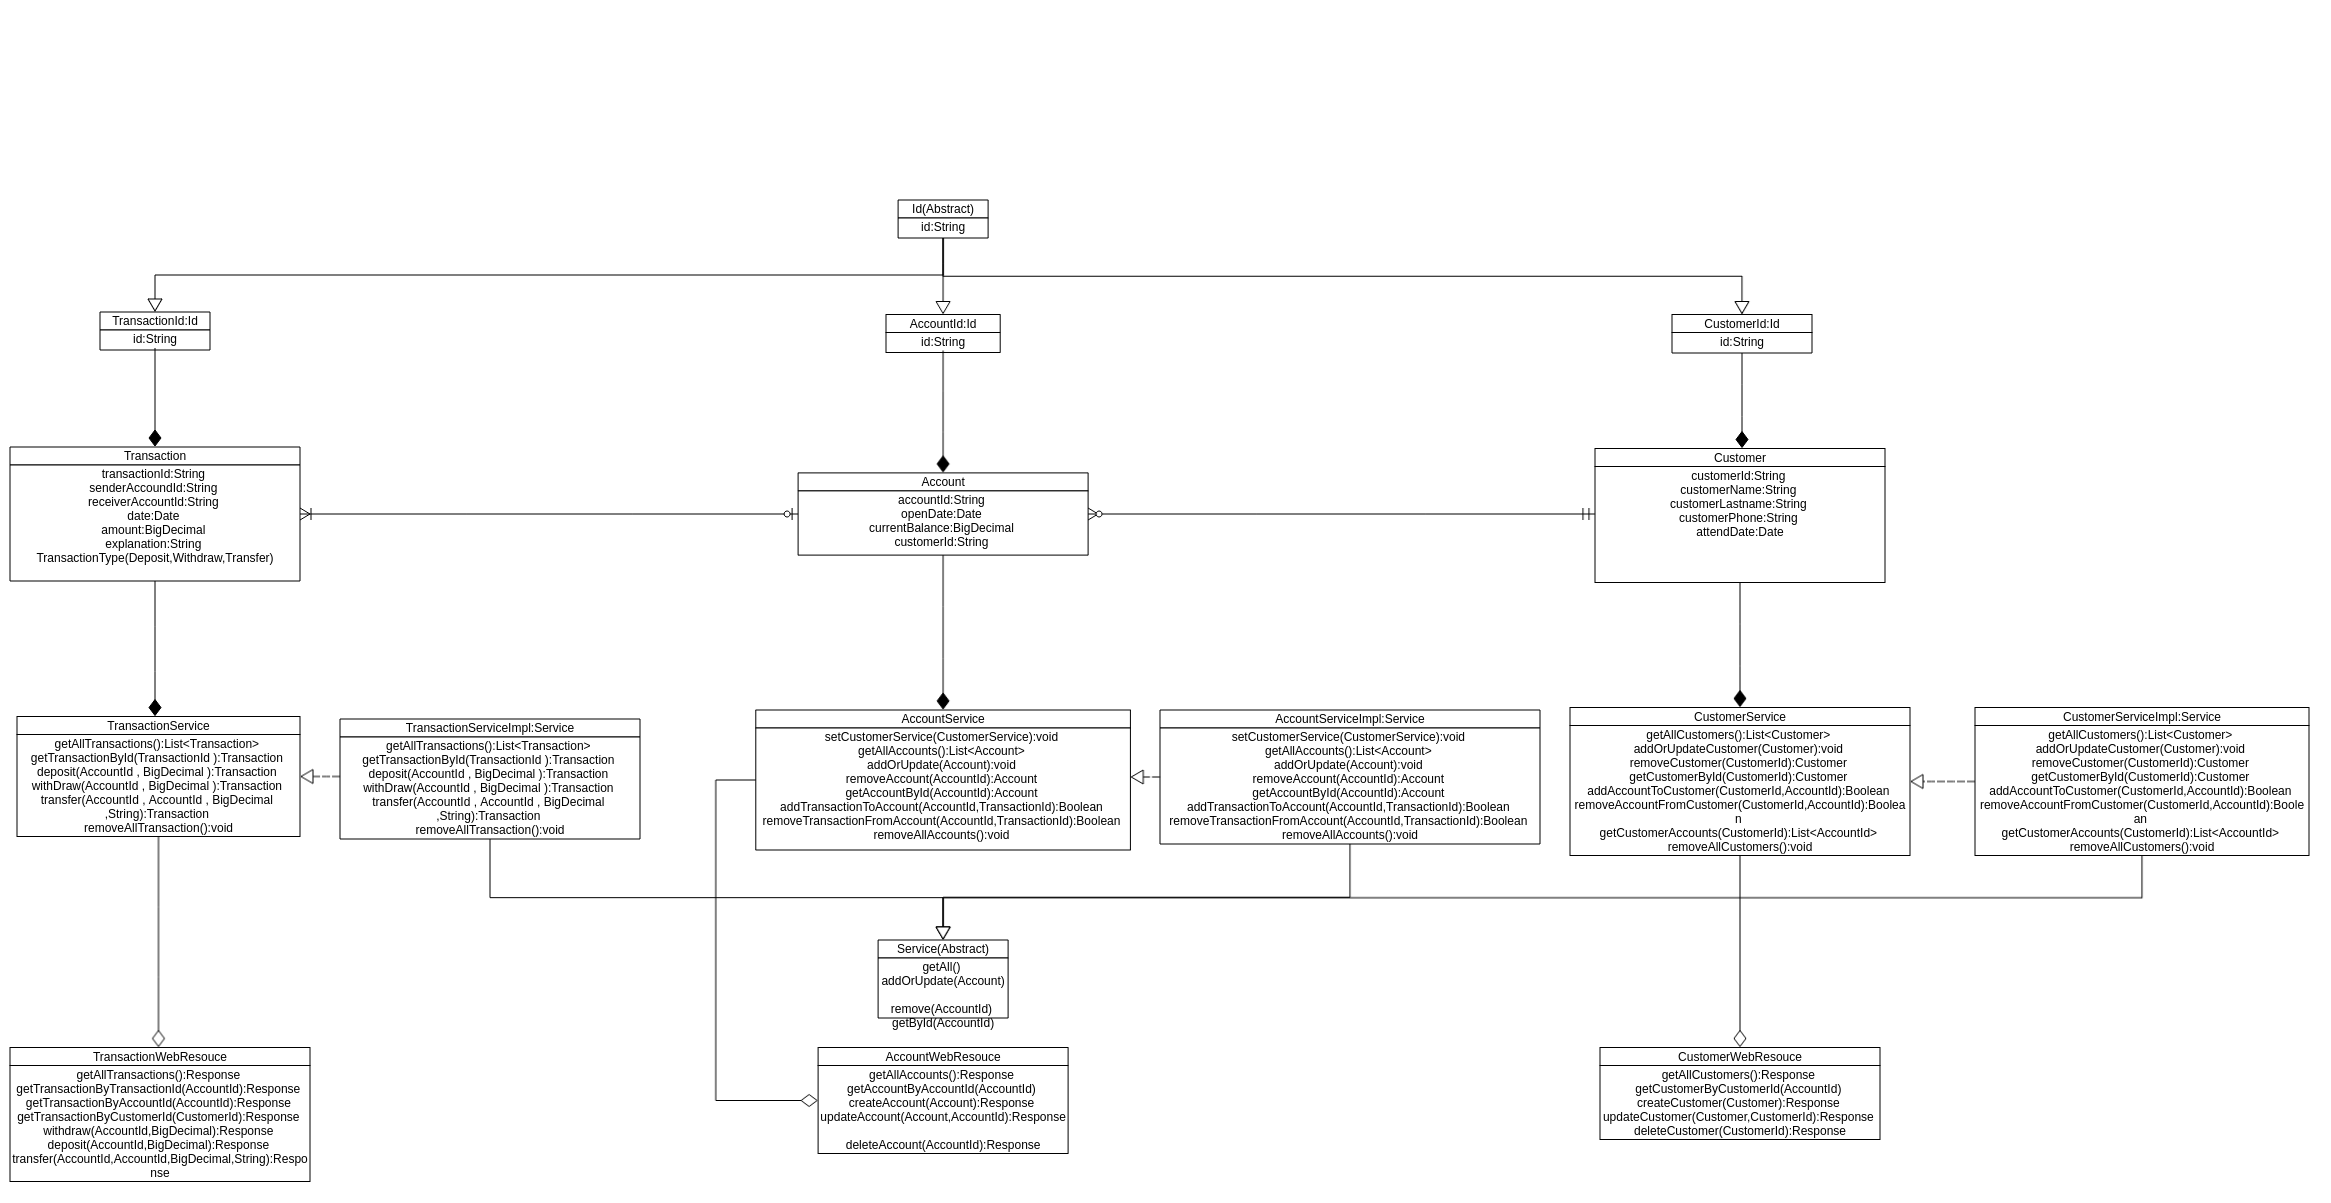 Id(Abstract)
id:String
TransactionId:Id
id:String
AccountId:Id
id:String
CustomerId:Id
id:String
Transaction
transactionId:String
senderAccoundId:String
receiverAccountId:String
date:Date
amount:BigDecimal
explanation:String
TransactionType(Deposit,Withdraw,Transfer)
Account
accountId:String
openDate:Date
currentBalance:BigDecimal
customerId:String
Customer
customerId:String
customerName:String
customerLastname:String
customerPhone:String
attendDate:Date
TransactionService
getAllTransactions():List<Transaction>
getTransactionById(TransactionId ):Transaction
deposit(AccountId , BigDecimal ):Transaction
withDraw(AccountId , BigDecimal ):Transaction
transfer(AccountId , AccountId , BigDecimal
,String):Transaction
removeAllTransaction():void
TransactionServiceImpl:Service
getAllTransactions():List<Transaction>
getTransactionById(TransactionId ):Transaction
deposit(AccountId , BigDecimal ):Transaction
withDraw(AccountId , BigDecimal ):Transaction
transfer(AccountId , AccountId , BigDecimal
,String):Transaction
removeAllTransaction():void
AccountService
setCustomerService(CustomerService):void
getAllAccounts():List<Account>
addOrUpdate(Account):void
removeAccount(AccountId):Account
getAccountById(AccountId):Account
addTransactionToAccount(AccountId,TransactionId):Boolean
removeTransactionFromAccount(AccountId,TransactionId):Boolean
removeAllAccounts():void
AccountServiceImpl:Service
setCustomerService(CustomerService):void
getAllAccounts():List<Account>
addOrUpdate(Account):void
removeAccount(AccountId):Account
getAccountById(AccountId):Account
addTransactionToAccount(AccountId,TransactionId):Boolean
removeTransactionFromAccount(AccountId,TransactionId):Boolean
removeAllAccounts():void
CustomerService
getAllCustomers():List<Customer>
addOrUpdateCustomer(Customer):void
removeCustomer(CustomerId):Customer
getCustomerById(CustomerId):Customer
addAccountToCustomer(CustomerId,AccountId):Boolean
removeAccountFromCustomer(CustomerId,AccountId):Boolea
n
getCustomerAccounts(CustomerId):List<AccountId>
removeAllCustomers():void
CustomerServiceImpl:Service
getAllCustomers():List<Customer>
addOrUpdateCustomer(Customer):void
removeCustomer(CustomerId):Customer
getCustomerById(CustomerId):Customer
addAccountToCustomer(CustomerId,AccountId):Boolean
removeAccountFromCustomer(CustomerId,AccountId):Boole
an
getCustomerAccounts(CustomerId):List<AccountId>
removeAllCustomers():void
Service(Abstract)
getAll()
addOrUpdate(Account)
remove(AccountId)
getById(AccountId)
TransactionWebResouce
getAllTransactions():Response
getTransactionByTransactionId(AccountId):Response
getTransactionByAccountId(AccountId):Response
getTransactionByCustomerId(CustomerId):Response
withdraw(AccountId,BigDecimal):Response
deposit(AccountId,BigDecimal):Response
transfer(AccountId,AccountId,BigDecimal,String):Respo
nse
AccountWebResouce
getAllAccounts():Response
getAccountByAccountId(AccountId)
createAccount(Account):Response
updateAccount(Account,AccountId):Response
deleteAccount(AccountId):Response
CustomerWebResouce
getAllCustomers():Response
getCustomerByCustomerId(AccountId)
createCustomer(Customer):Response
updateCustomer(Customer,CustomerId):Response
deleteCustomer(CustomerId):Response